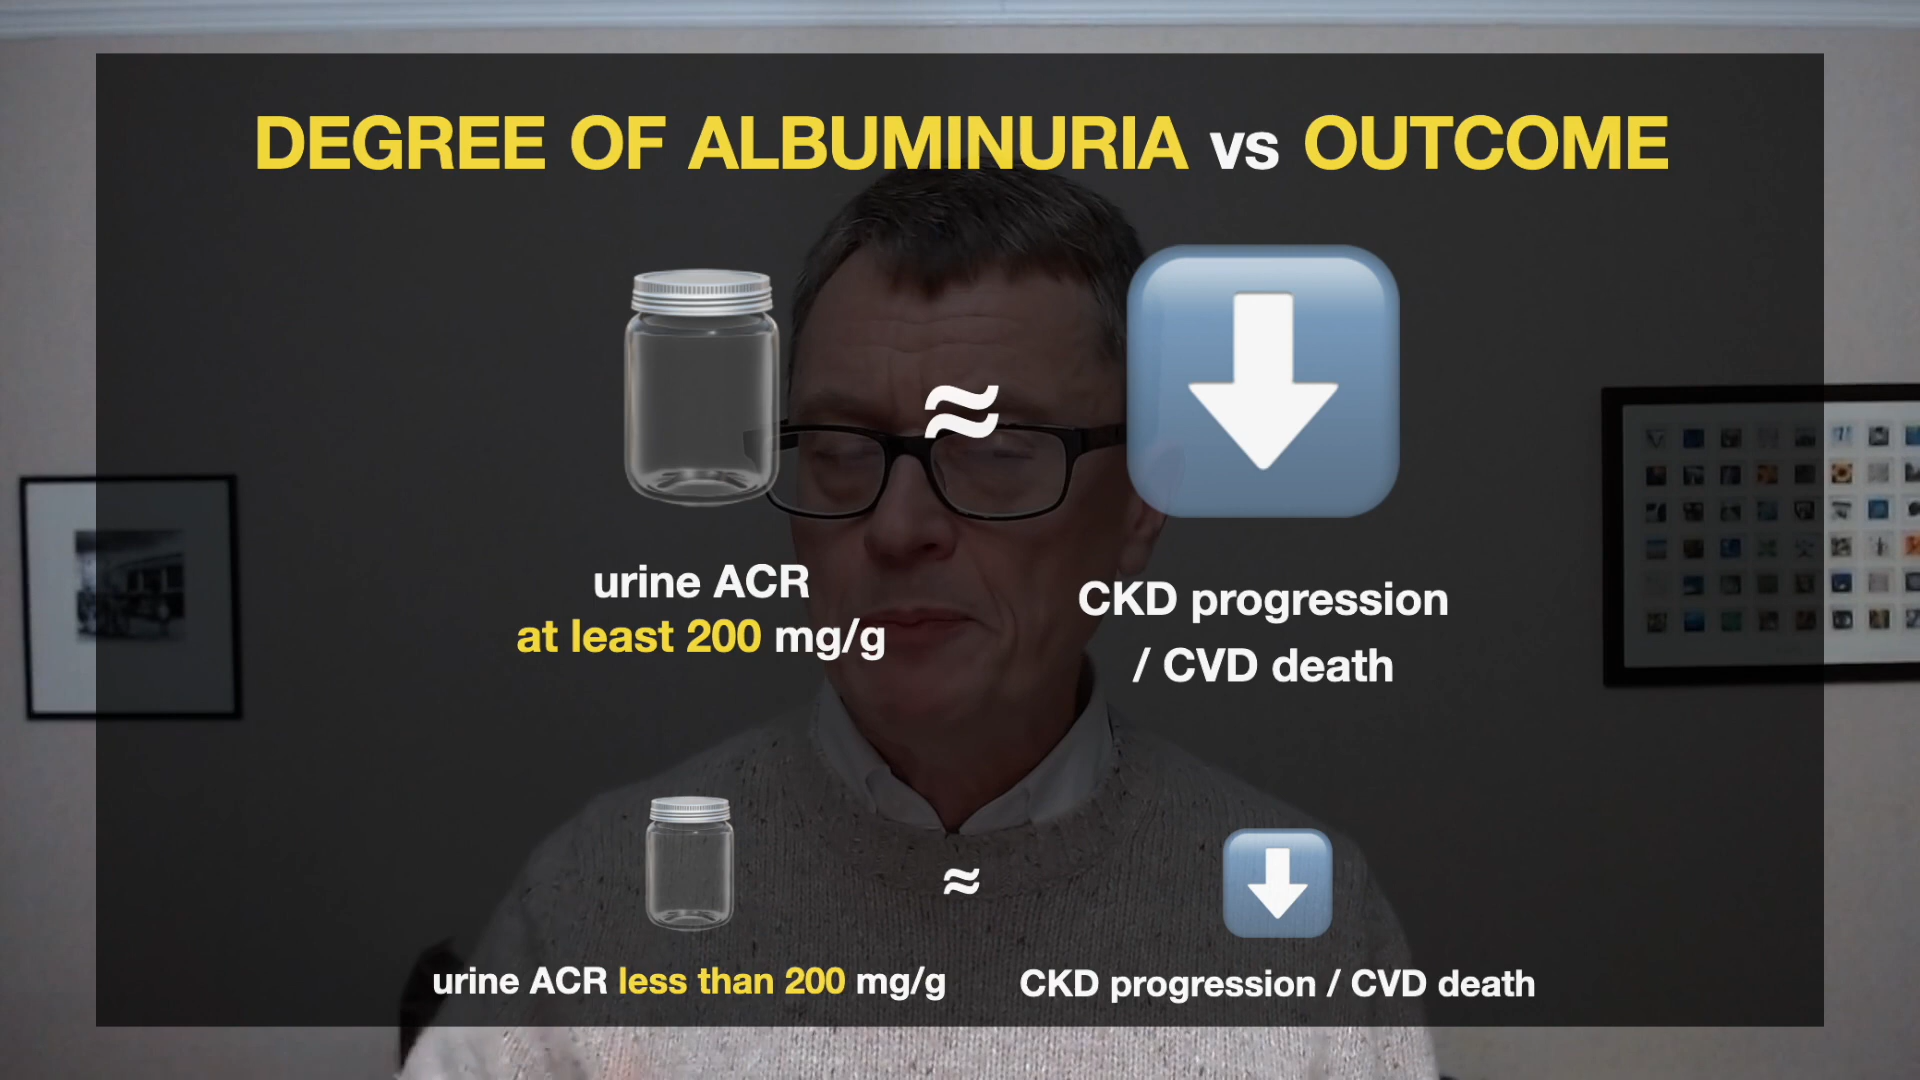 DEGREE OF ALBUMINURIA vs OUTCOME
≈
urine ACR
at least 200 mg/g
CKD progression
/ CVD death
≈
urine ACR less than 200 mg/g
CKD progression / CVD death